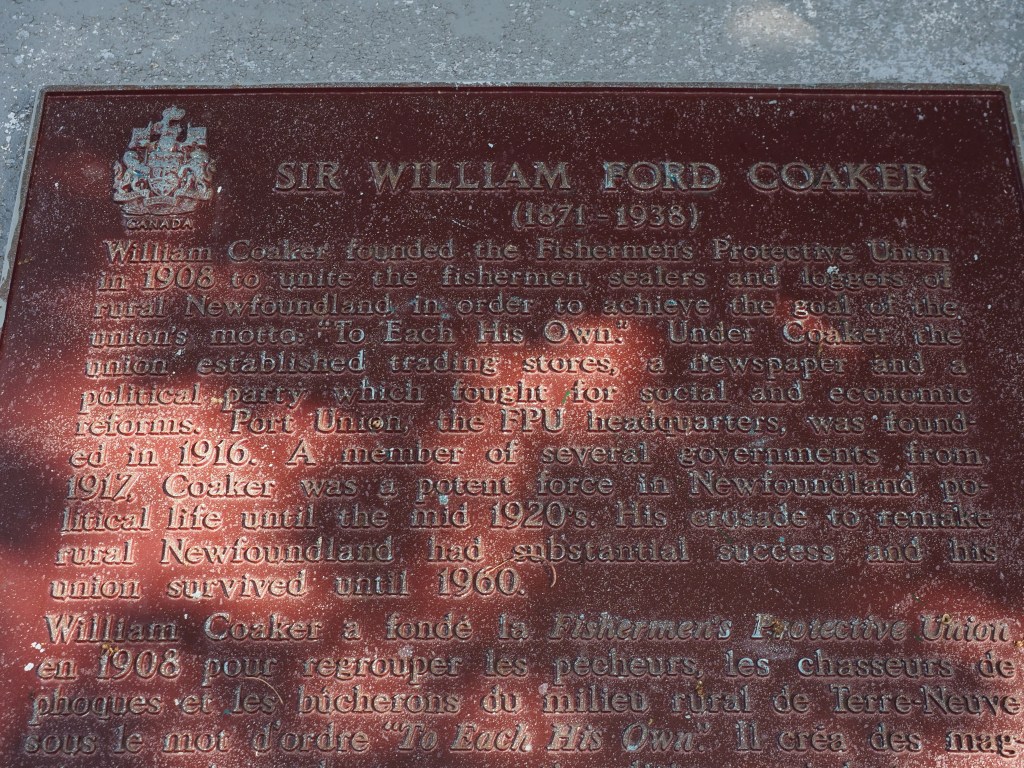 CANADA
SIR WILLIAM FORD COAKER
(1871-1938)
William Coaker founded the Fishermen's Protective Union
in 1908 to unite the fishermen, sealers and loggers of
rural Newfoundland in order to achieve the goal of the
union's motto: "To Each His Own." Under Coaker the
union established trading stores, a newspaper and a
political party which fought for social and economic
reforms. Port Union, the FPU headquarters, was found-
ed in 1916. A member of several governments from
1917, Coaker was a potent force in Newfoundland po-
litical life until the mid 1920's. His crusade to remake
rural Newfoundland had substantial success and his
union survived until 1960.
William Coaker a fondé la Fishermen's Protective Union
en 1908 pour regrouper les pêcheurs, les chasseurs de
phoques et les bûcherons du milieu rural de Terre-Neuve
sous le mot d'ordre "To Each His Own". Il créa des mag-